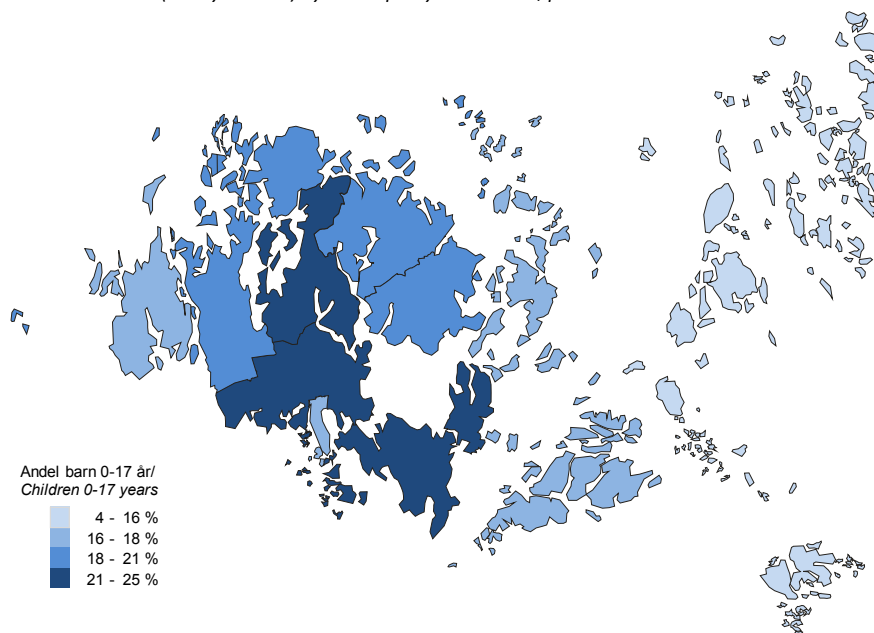 Andel barn 0-17 år/
Children 0-17 years
4 - 16 %
16 - 18 %
18 - 21 %
21 - 25 %